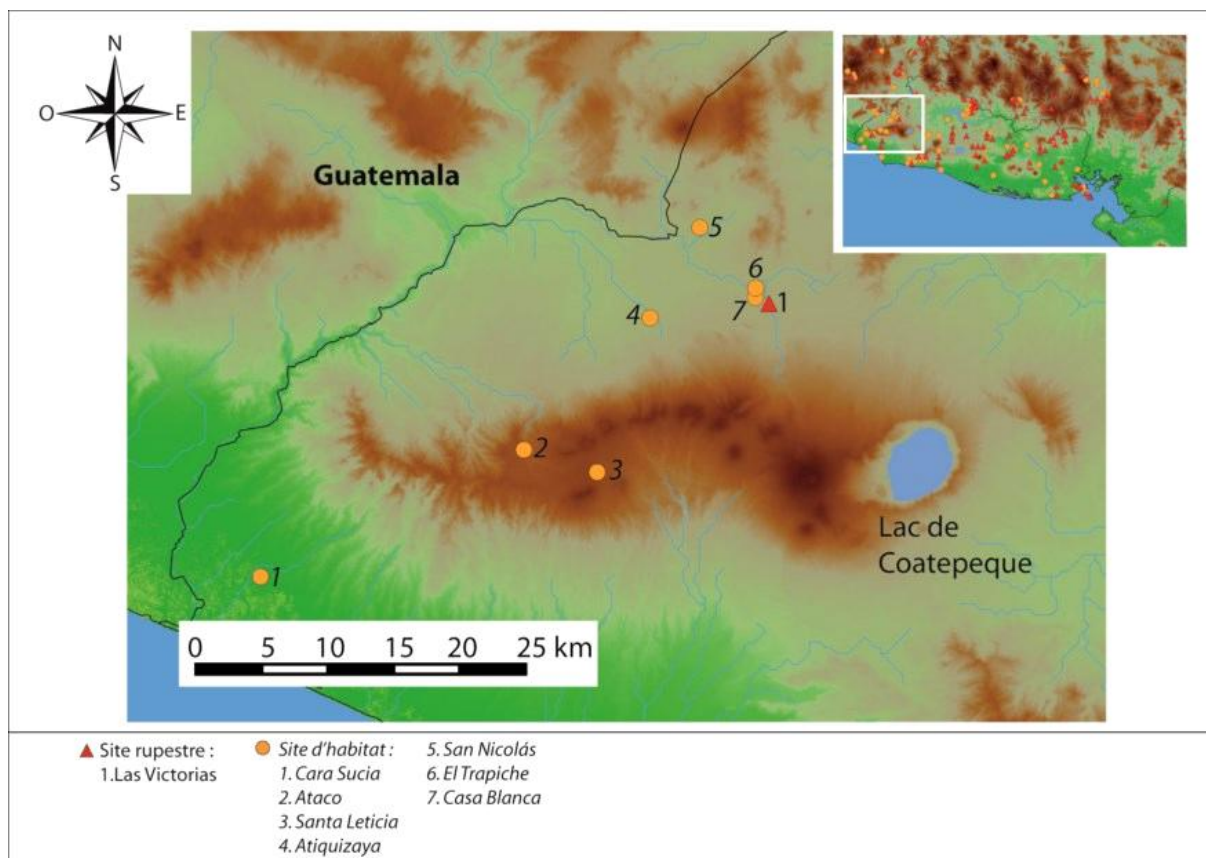 N
O
E
S
Guatemala
5
6
7
1
4
2
3
Lac de
Coatepeque
1
0 5 10 15 20 25 km
Site rupestre :
1.Las Victorias
Site d'habitat :
1. Cara Sucia
2. Ataco
3. Santa Leticia
4. Atiquizaya
5. San Nicolás
6. El Trapiche
7. Casa Blanca